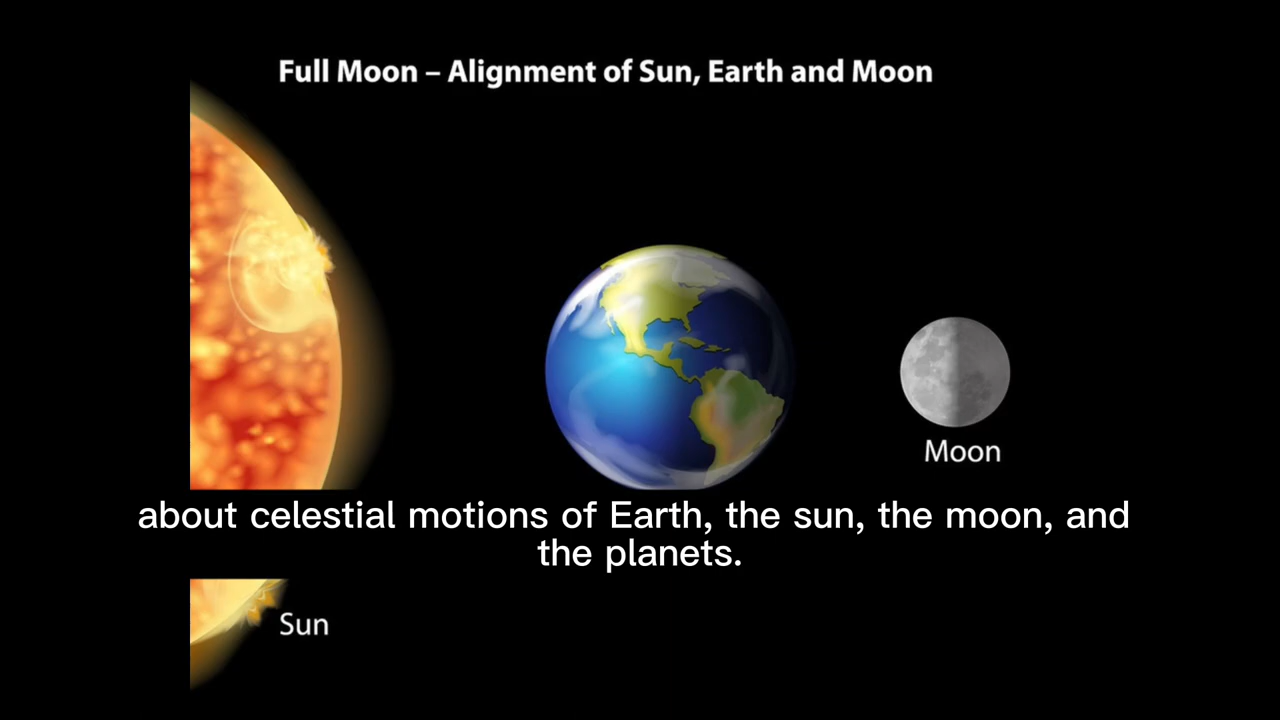 Full Moon – Alignment of Sun, Earth and Moon
Moon
about celestial motions of Earth, the sun, the moon, and
the planets.
Sun